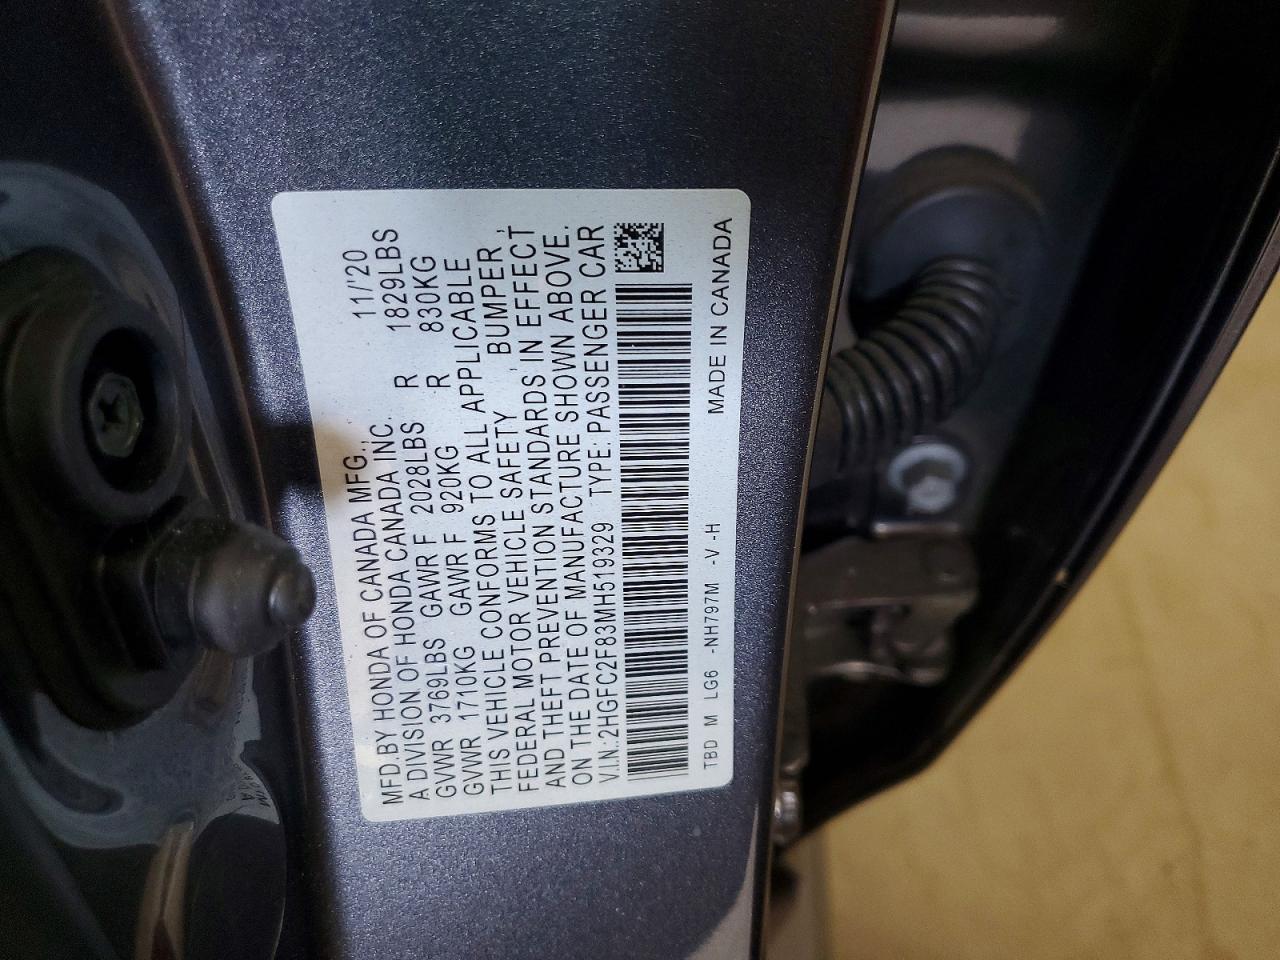 MFD.BY HONDA OF CANADA MFG., 11/'20
A DIVISION OF HONDA CANADA INC.
GVWR 3769LBS GAWR F 2028LBS R 1829LBS
GVWR 1710KG GAWR F 920KG R 830KG
THIS VEHICLE CONFORMS TO ALL APPLICABLE
FEDERAL MOTOR VEHICLE SAFETY , BUMPER ,
AND THEFT PREVENTION STANDARDS IN EFFECT
ON THE DATE OF MANUFACTURE SHOWN ABOVE.
V.I.N.:2HGFC2F83MH519329 TYPE:PASSENGER CAR
TBD M LG6 -NH797M -V -H MADE IN CANADA